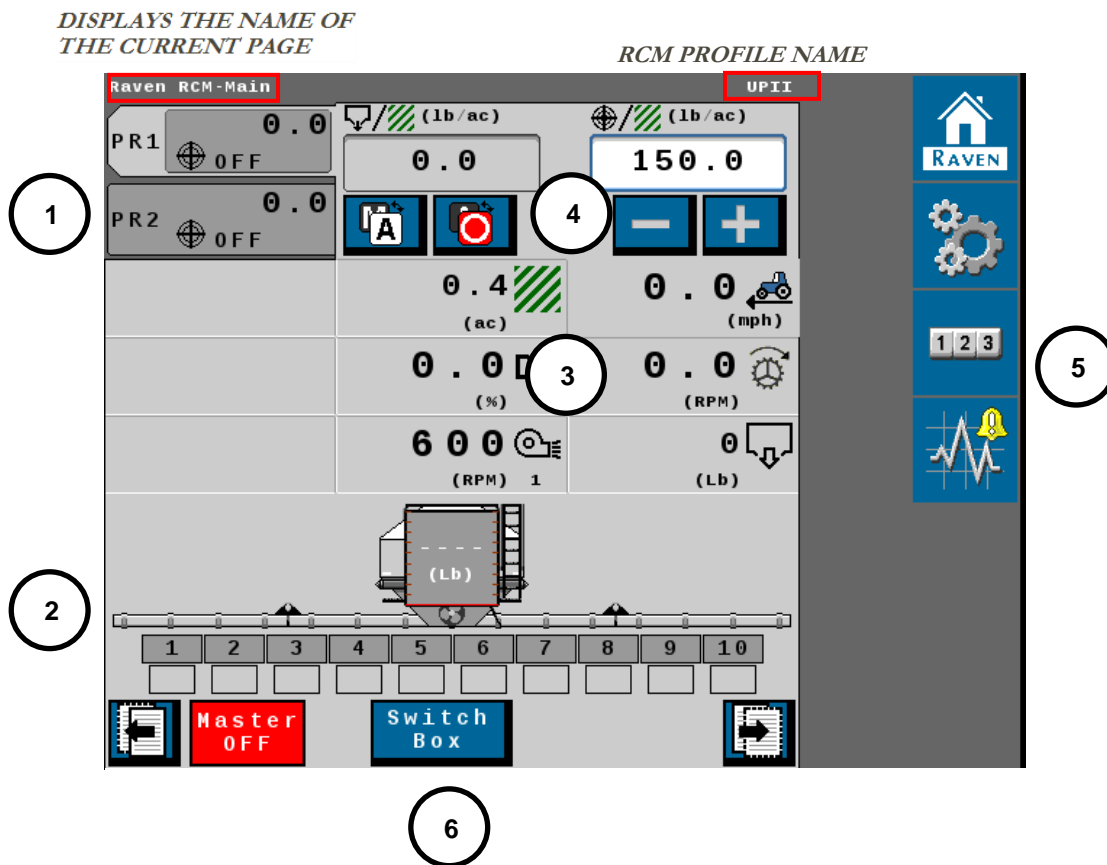 DISPLAYS THE NAME OF
THE CURRENT PAGE
RCM PROFILE NAME
Raven RCM-Main
UPII
PR1
0.0
OFF
PR2
0.0
OFF
(lb/ac)
0.0
(lb/ac)
150.0
A
RAVEN
1
4
0.4
(ac)
0.0
(mph)
0.0
(%)
3
0.0
(RPM)
1 2 3
5
600
(RPM) 1
0
(Lb)
----
(Lb)
2
1 2 3 4 5 6 7 8 9 10
Master
OFF
Switch
Box
6